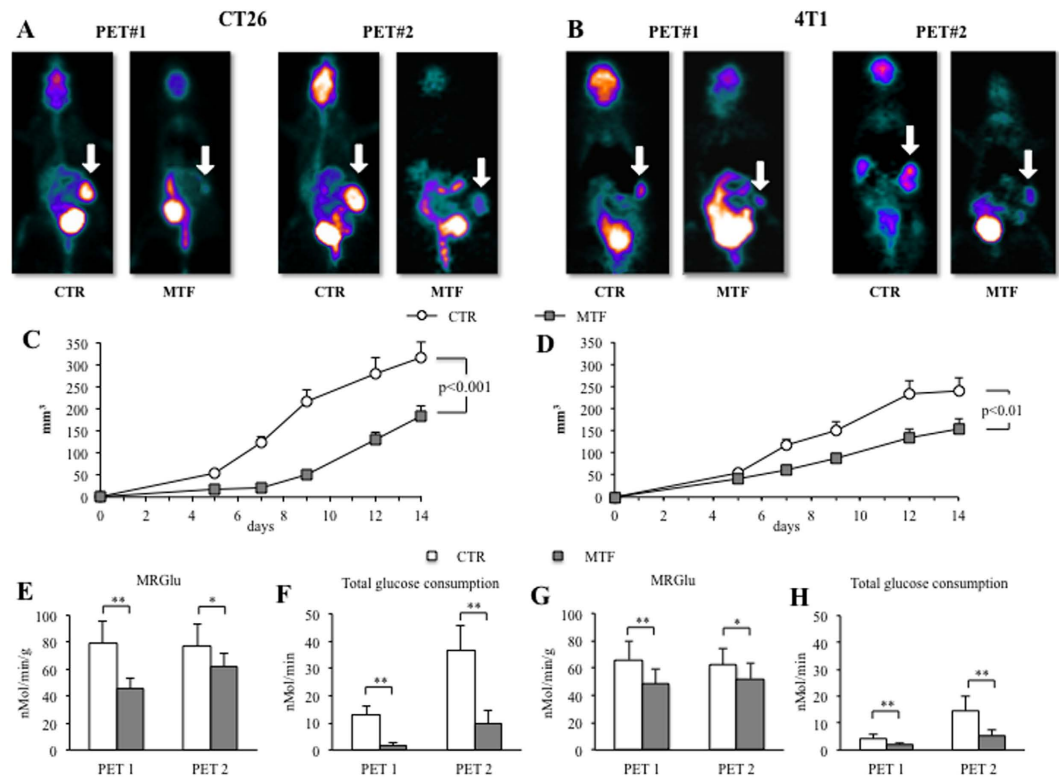 CT26
4T1
A PET#1 PET#2
B PET#1 PET#2
CTR MTF CTR MTF
CTR MTF CTR MTF
CTR MTF
C
350
300
250
200
150
100
50
0
mm³
p<0.001
0 2 4 6 8 10 12 14
days
D
350
300
250
200
150
100
50
0
mm³
p<0.01
0 2 4 6 8 10 12 14
days
CTR MTF
E MRGlu
100
80
60
40
20
0
nMol/min/g
** *
PET 1 PET 2
F Total glucose consumption
50
40
30
20
10
0
nMol/min
** **
PET 1 PET 2
G MRGlu
100
80
60
40
20
0
nMol/min/g
** *
PET 1 PET 2
H Total glucose consumption
50
40
30
20
10
0
nMol/min
** **
PET 1 PET 2